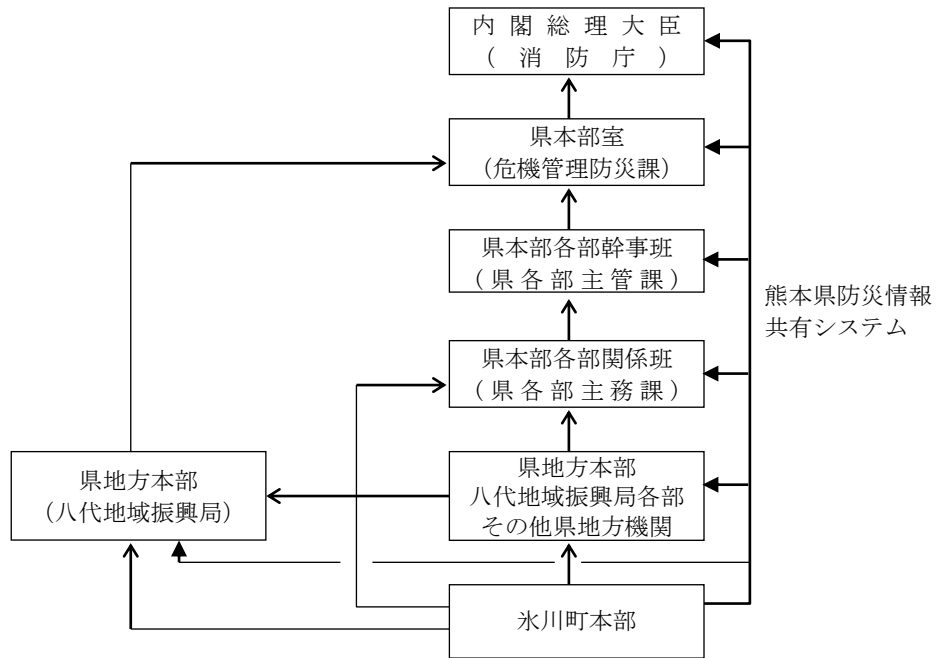 内閣総理大臣
（消防庁）
県本部室
（危機管理防災課）
県本部各部幹事班
（県各部主管課）
熊本県防災情報
共有システム
県本部各部関係班
（県各部主務課）
県地方本部
（八代地域振興局）
県地方本部
八代地域振興局各部
その他県地方機関
氷川町本部